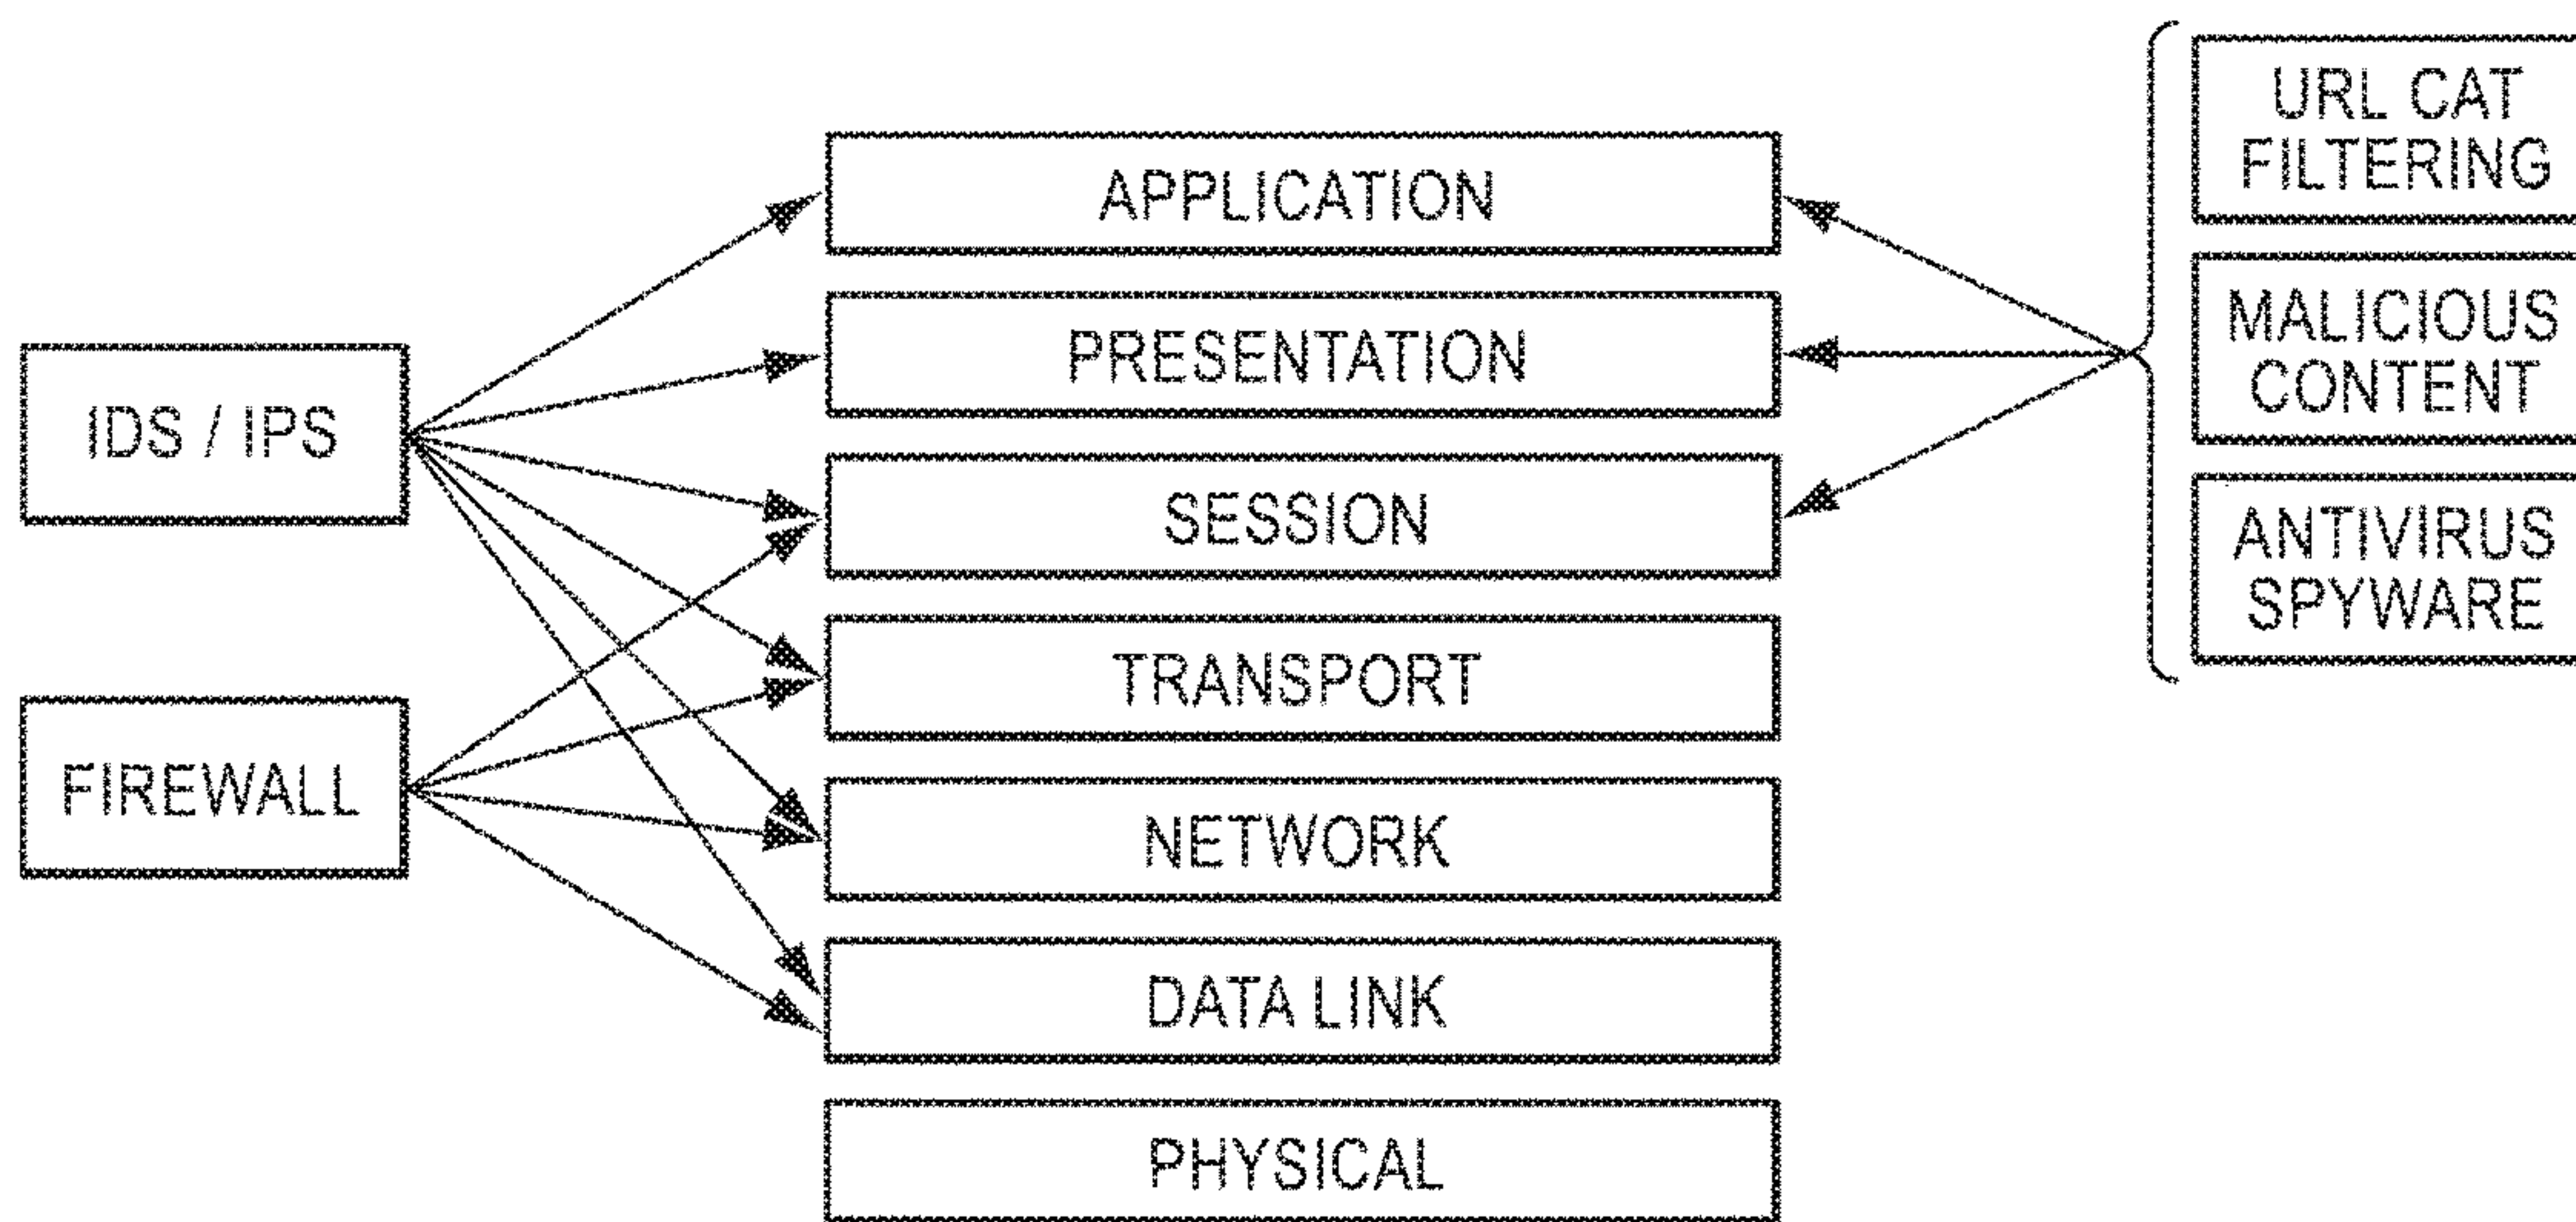 IDS / IPS
FIREWALL
APPLICATION
PRESENTATION
SESSION
TRANSPORT
NETWORK
DATA LINK
PHYSICAL
URL CAT
FILTERING
MALICIOUS
CONTENT
ANTIVIRUS
SPYWARE